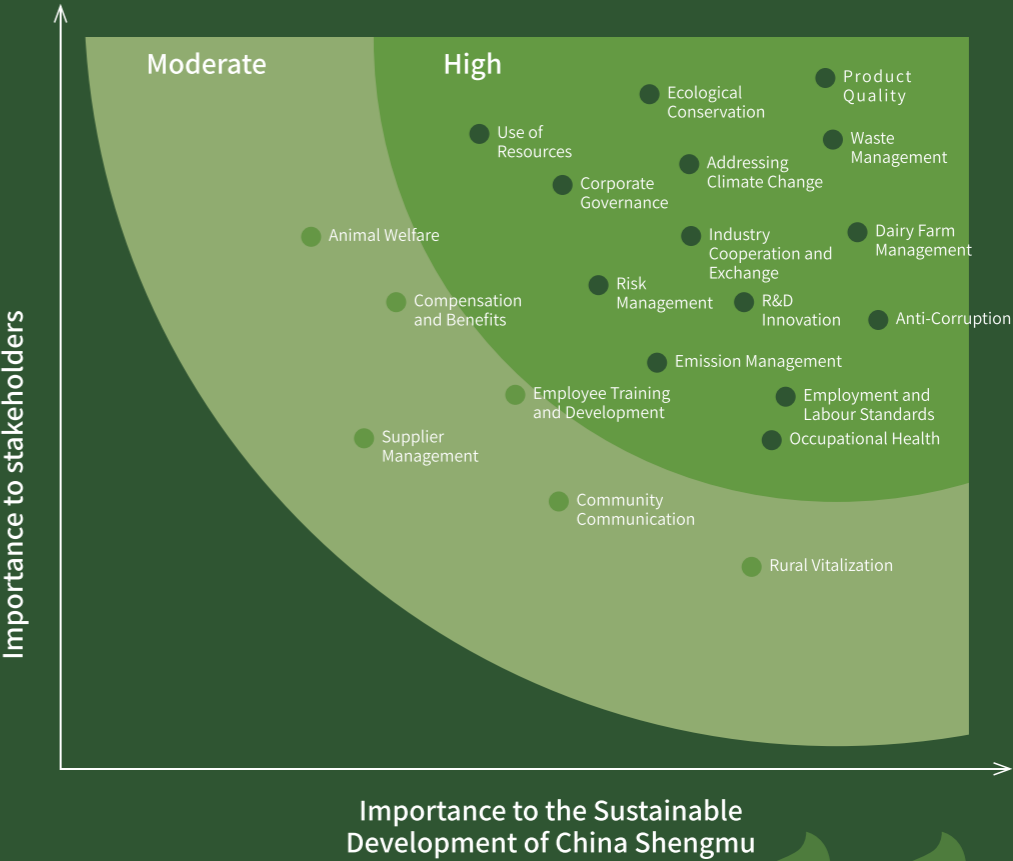 Moderate
High
Product
Quality
Ecological
Conservation
Use of
Resources
Waste
Management
Addressing
Climate Change
Corporate
Governance
Animal Welfare
Industry
Cooperation and
Exchange
Dairy Farm
Management
Risk
Management
R&D
Innovation
Compensation
and Benefits
Anti-Corruption
Emission Management
Employee Training
and Development
Employment and
Labour Standards
Supplier
Management
Occupational Health
Community
Communication
Rural Vitalization
Importance to stakeholders
Importance to the Sustainable
Development of China Shengmu